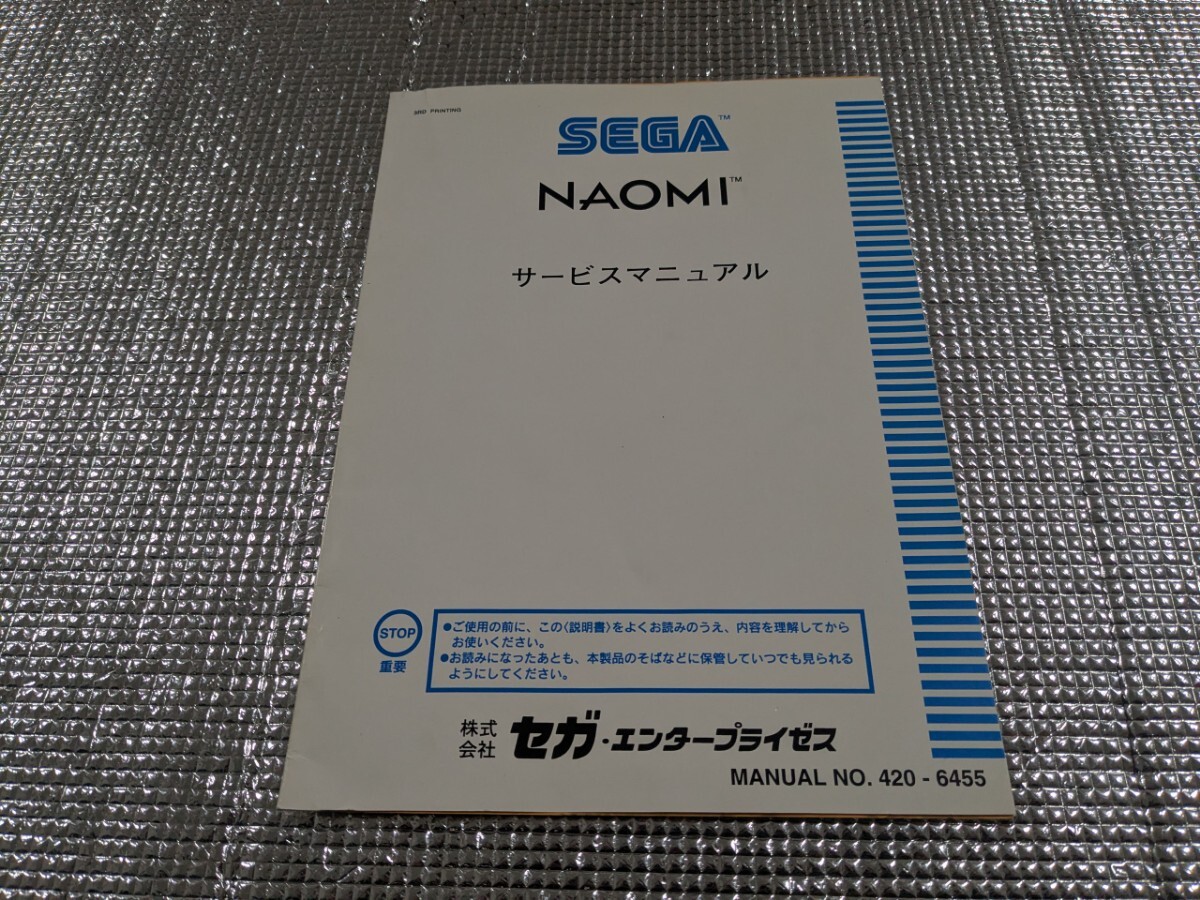 3RD PRINTING
SEGA™
NAOMI™
サービスマニュアル
STOP
重要
●ご使用の前に、この〈説明書〉をよくお読みのうえ、内容を理解してから
お使いください。
●お読みになったあとも、本製品のそばなどに保管していつでも見られる
ようにしてください。
株式会社 セガ・エンタープライゼス
MANUAL NO. 420 - 6455